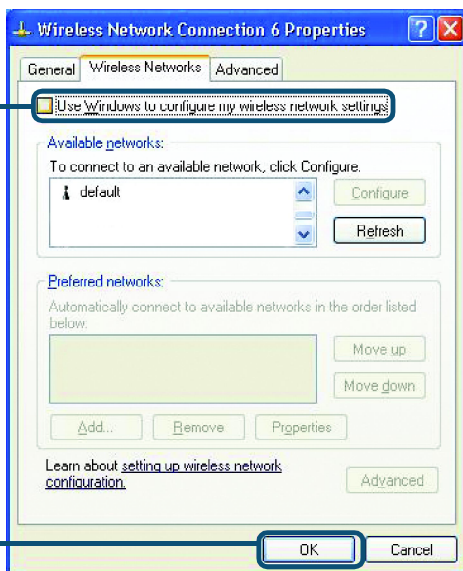 Wireless Network Connection 6 Properties
General
Wireless Networks
Advanced
Use Windows to configure my wireless network settings
Available networks:
To connect to an available network, click Configure.
default
Configure
Refresh
Preferred networks:
Automatically connect to available networks in the order listed
below:
Move up
Move down
Add...
Remove
Properties
Learn about setting up wireless network
configuration.
Advanced
OK
Cancel